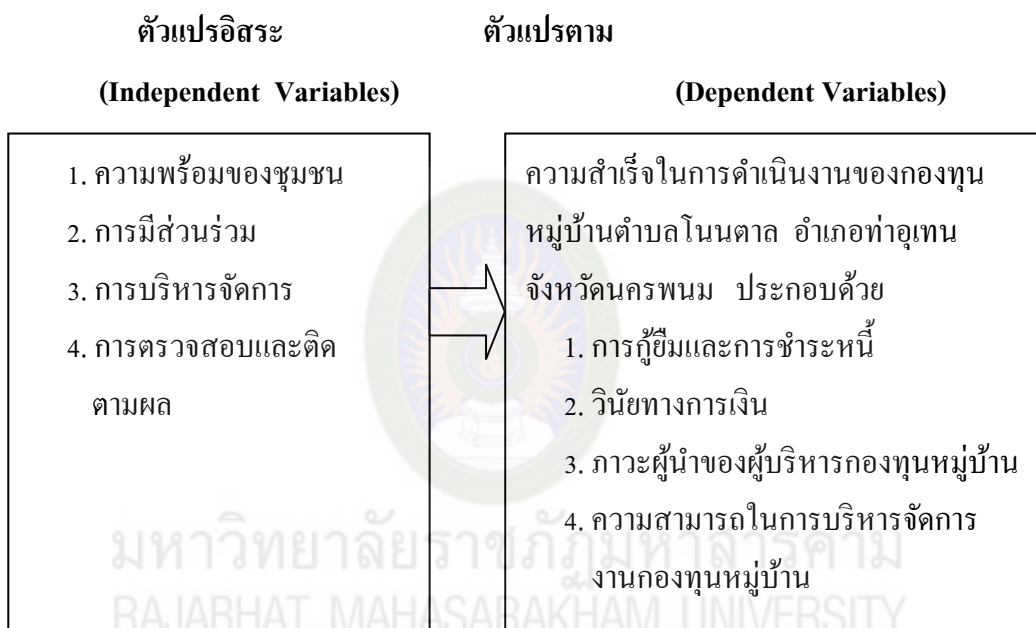 ตัวแปรอิสระ
(Independent Variables)
1. ความพร้อมของชุมชน
2. การมีส่วนร่วม
3. การบริหารจัดการ
4. การตรวจสอบและติด
ตามผล
ตัวแปรตาม
(Dependent Variables)
ความสำเร็จในการดำเนินงานของกองทุน
หมู่บ้านตำบลโนนตาล อำเภอท่าอุเทน
จังหวัดนครพนม ประกอบด้วย
1. การกู้ยืมและการชำระหนี้
2. วินัยทางการเงิน
3. ภาวะผู้นำของผู้บริหารกองทุนหมู่บ้าน
4. ความสามารถในการบริหารจัดการ
งานกองทุนหมู่บ้าน
มหาวิทยาลัยราชภัฏมหาสารคาม
RAJABHAT MAHASARAKHAM UNIVERSITY